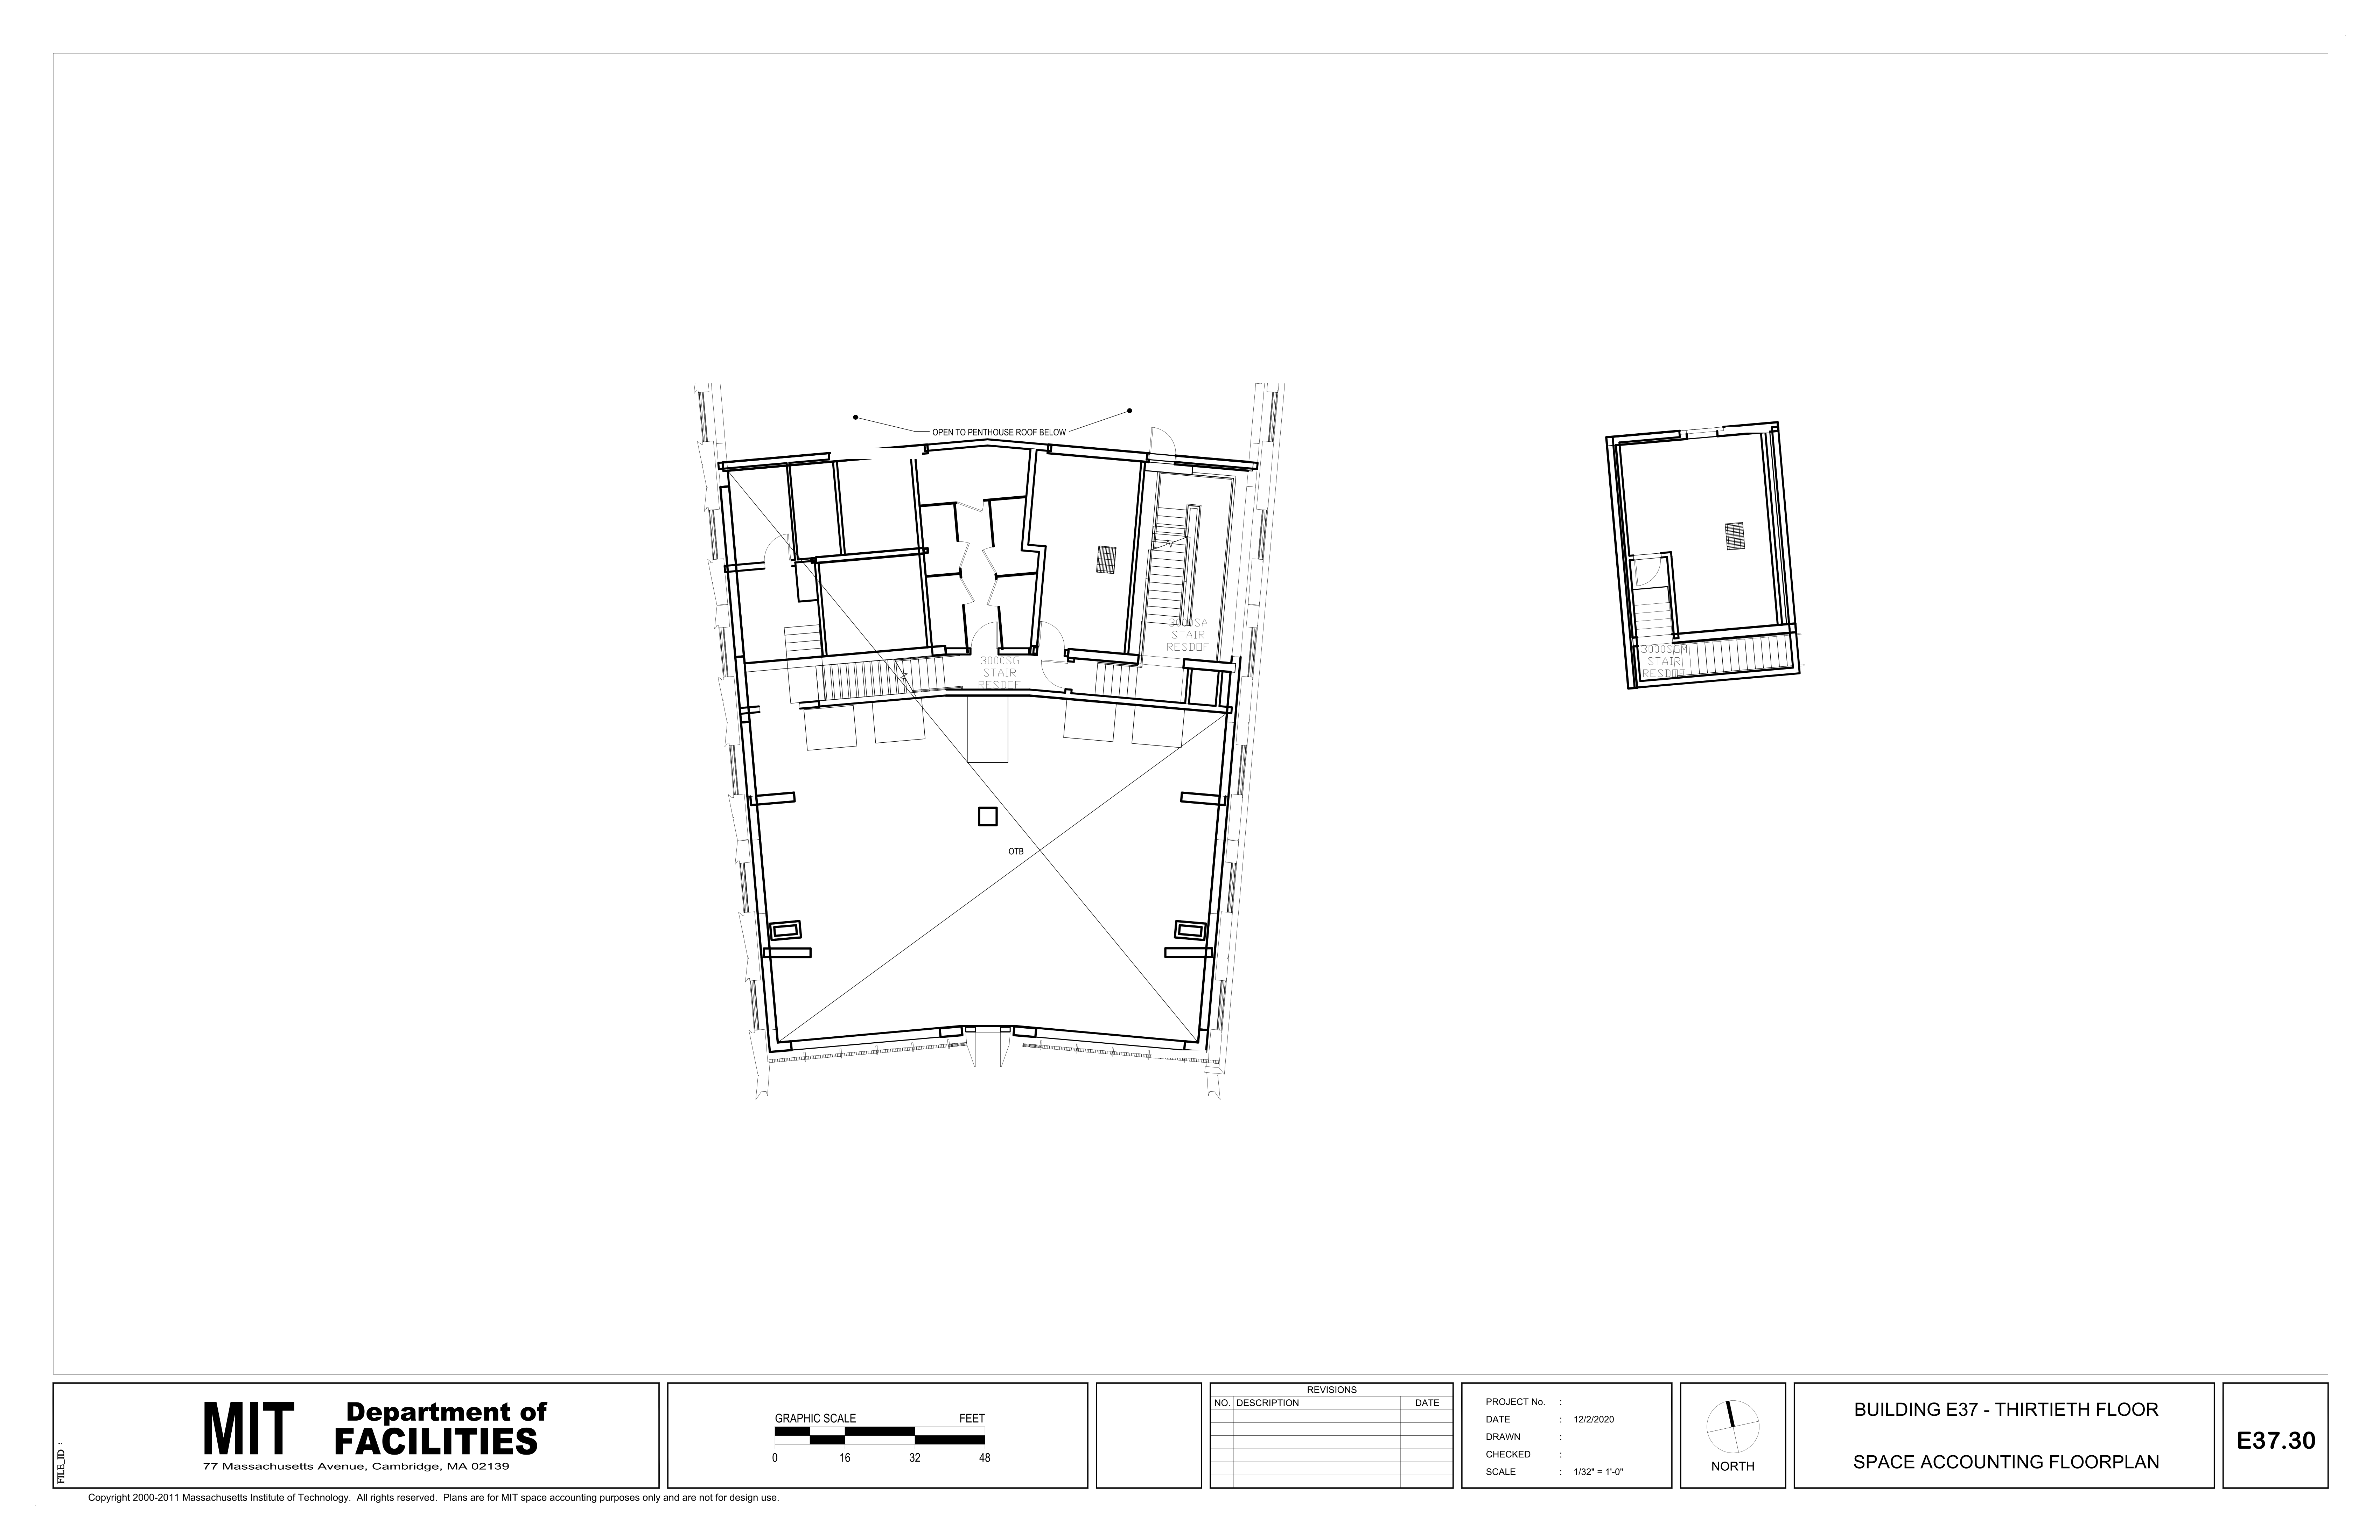 OPEN TO PENTHOUSE ROOF BELOW
3000SA
STAIR
RESDOF
3000SG
STAIR
RESDOF
3000SGM
STAIR
RESDOF
OTB
FILE_ID :
MIT
Department of
FACILITIES
77 Massachusetts Avenue, Cambridge, MA 02139
GRAPHIC SCALE FEET
0 16 32 48
REVISIONS
NO. DESCRIPTION DATE
PROJECT No. :
DATE : 12/2/2020
DRAWN :
CHECKED :
SCALE : 1/32" = 1'-0"
NORTH
BUILDING E37 - THIRTIETH FLOOR
SPACE ACCOUNTING FLOORPLAN
E37.30
Copyright 2000-2011 Massachusetts Institute of Technology. All rights reserved. Plans are for MIT space accounting purposes only and are not for design use.